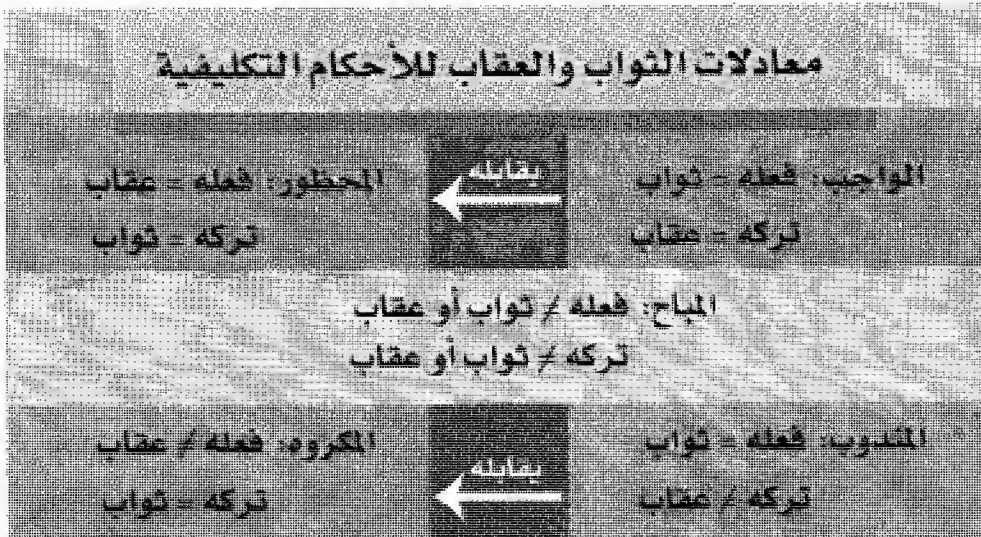 معادلات الثواب والعقاب للأحكام التكليفية
الواجب: فعله = ثواب
تركه = عقاب
يقابله
المحظور: فعله = عقاب
تركه = ثواب
المباح: فعله ≠ ثواب أو عقاب
تركه ≠ ثواب أو عقاب
المندوب: فعله = ثواب
تركه ≠ عقاب
يقابله
المكروه: فعله ≠ عقاب
تركه = ثواب